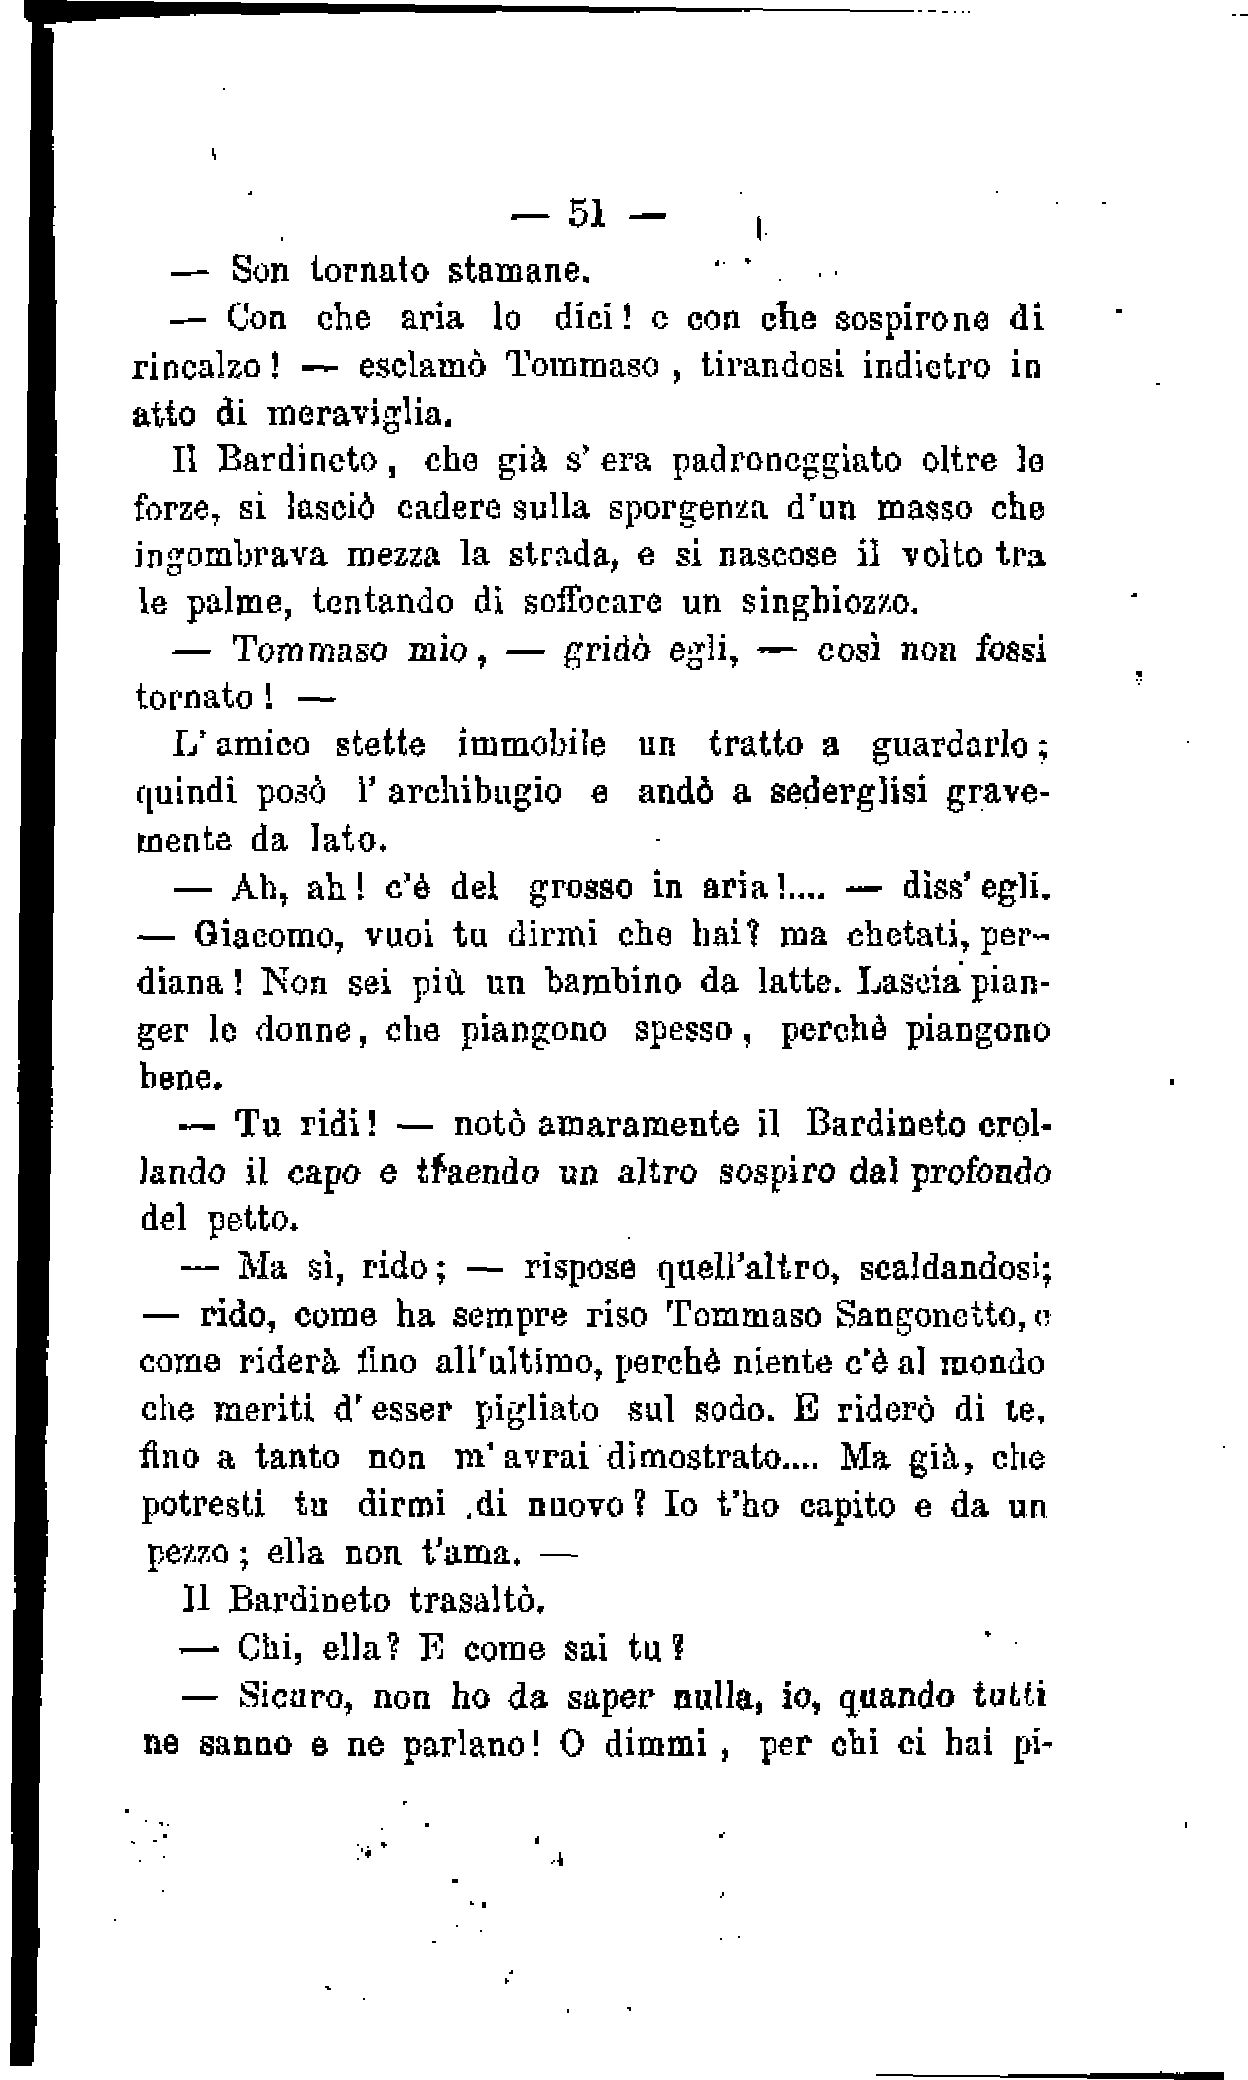 — 51 —
— Son tornato stamane.
— Con che aria lo dici! e con che sospirone di
rincalzo! — esclamò Tommaso, tirandosi indietro in
atto di meraviglia.
Il Bardineto, che già s' era padroneggiato oltre le
forze, si lasciò cadere sulla sporgenza d'un masso che
ingombrava mezza la strada, e si nascose il volto tra
le palme, tentando di soffocare un singhiozzo.
— Tommaso mio, — gridò egli, — così non fossi
tornato! —
L' amico stette immobile un tratto a guardarlo;
quindi posò l' archibugio e andò a sederglisi grave-
mente da lato.
— Ah, ah! c'è del grosso in aria!.... — diss' egli.
— Giacomo, vuoi tu dirmi che hai? ma chetati, per-
diana! Non sei più un bambino da latte. Lascia pian-
ger le donne, che piangono spesso, perchè piangono
bene.
— Tu ridi! — notò amaramente il Bardineto crol-
lando il capo e traendo un altro sospiro dal profondo
del petto.
— Ma sì, rido; — rispose quell'altro, scaldandosi;
— rido, come ha sempre riso Tommaso Sangonetto, e
come riderà fino all'ultimo, perchè niente c'è al mondo
che meriti d' esser pigliato sul sodo. E riderò di te,
fino a tanto non m' avrai dimostrato.... Ma già, che
potresti tu dirmi di nuovo? Io t'ho capito e da un
pezzo; ella non t'ama. —
Il Bardineto trasaltò.
— Chi, ella? E come sai tu?
— Sicuro, non ho da saper nulla, io, quando tutti
ne sanno e ne parlano! O dimmi, per chi ci hai pi-